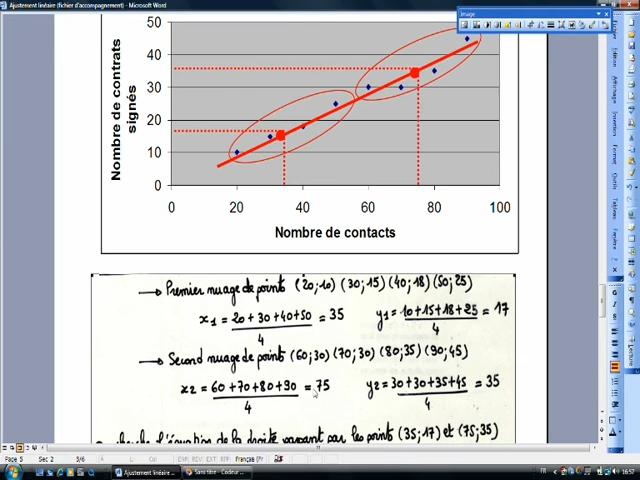 Ajustement linéaire (fichier d'accompagnement) - Microsoft Word
Image
Nombre de contrats
signés
50
40
30
20
10
0
0 20 40 60 80 100
Nombre de contacts
→ Premier nuage de points (20;10) (30;15) (40;18) (50;25)
x1 = 20 + 30 + 40 + 50 / 4 = 35 y1 = 10 + 15 + 18 + 25 / 4 = 17
→ Second nuage de points (60;30) (70;30) (80;35) (90;45)
x2 = 60 + 70 + 80 + 90 / 4 = 75 y2 = 30 + 30 + 35 + 45 / 4 = 35
l'équation de la droite passant par les points (35;17) et (75;35)
Page 5 Sec 2 5/6 Français (Fr
Ajustement linéaire ... Sans titre - Codeur ...
FR 16:57